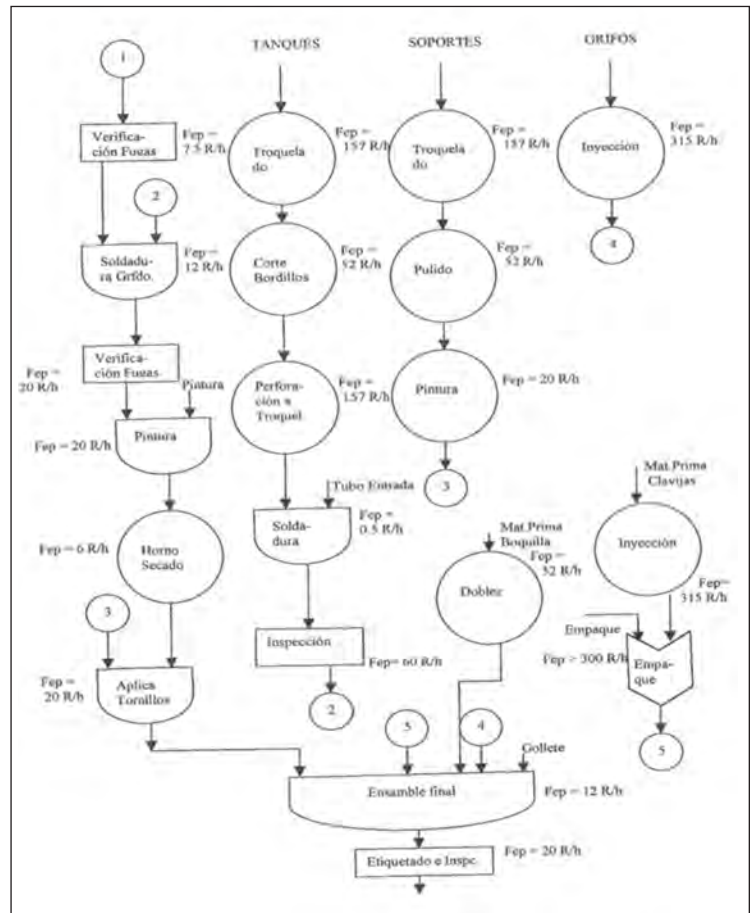 TANQUES
SOPORTES
GRIFOS
1
Verifica-
ción Fugas
Fep =
7.5 R/h
2
Soldadu-
ra Grfdo.
Fep =
12 R/h
Verifica-
ción Fugas
Fep =
20 R/h
Pintura
Pintura
Fep = 20 R/h
Horno
Secado
Fep = 6 R/h
3
Aplica
Tornillos
Fep =
20 R/h
Troquela
do
Fep =
157 R/h
Corte
Bordillos
Fep =
52 R/h
Perforación a
Troquel
Fep =
157 R/h
Tubo Entrada
Solda-
dura
Fep =
0.5 R/h
Inspección
Fep= 60 R/h
2
Troquela
do
Fep =
157 R/h
Pulido
Fep =
52 R/h
Pintura
Fep = 20 R/h
3
Inyección
Fep =
315 R/h
4
Mat.Prima
Boquilla
Fep =
52 R/h
Doblez
Mat.Prima
Clavijas
Inyección
Fep=
315 R/h
Empaque
Fep > 300 R/h
Empa-
que
5
5
4
Gollete
Ensamble final
Fep = 12 R/h
Etiquetado e Inspc.
Fep = 20 R/h